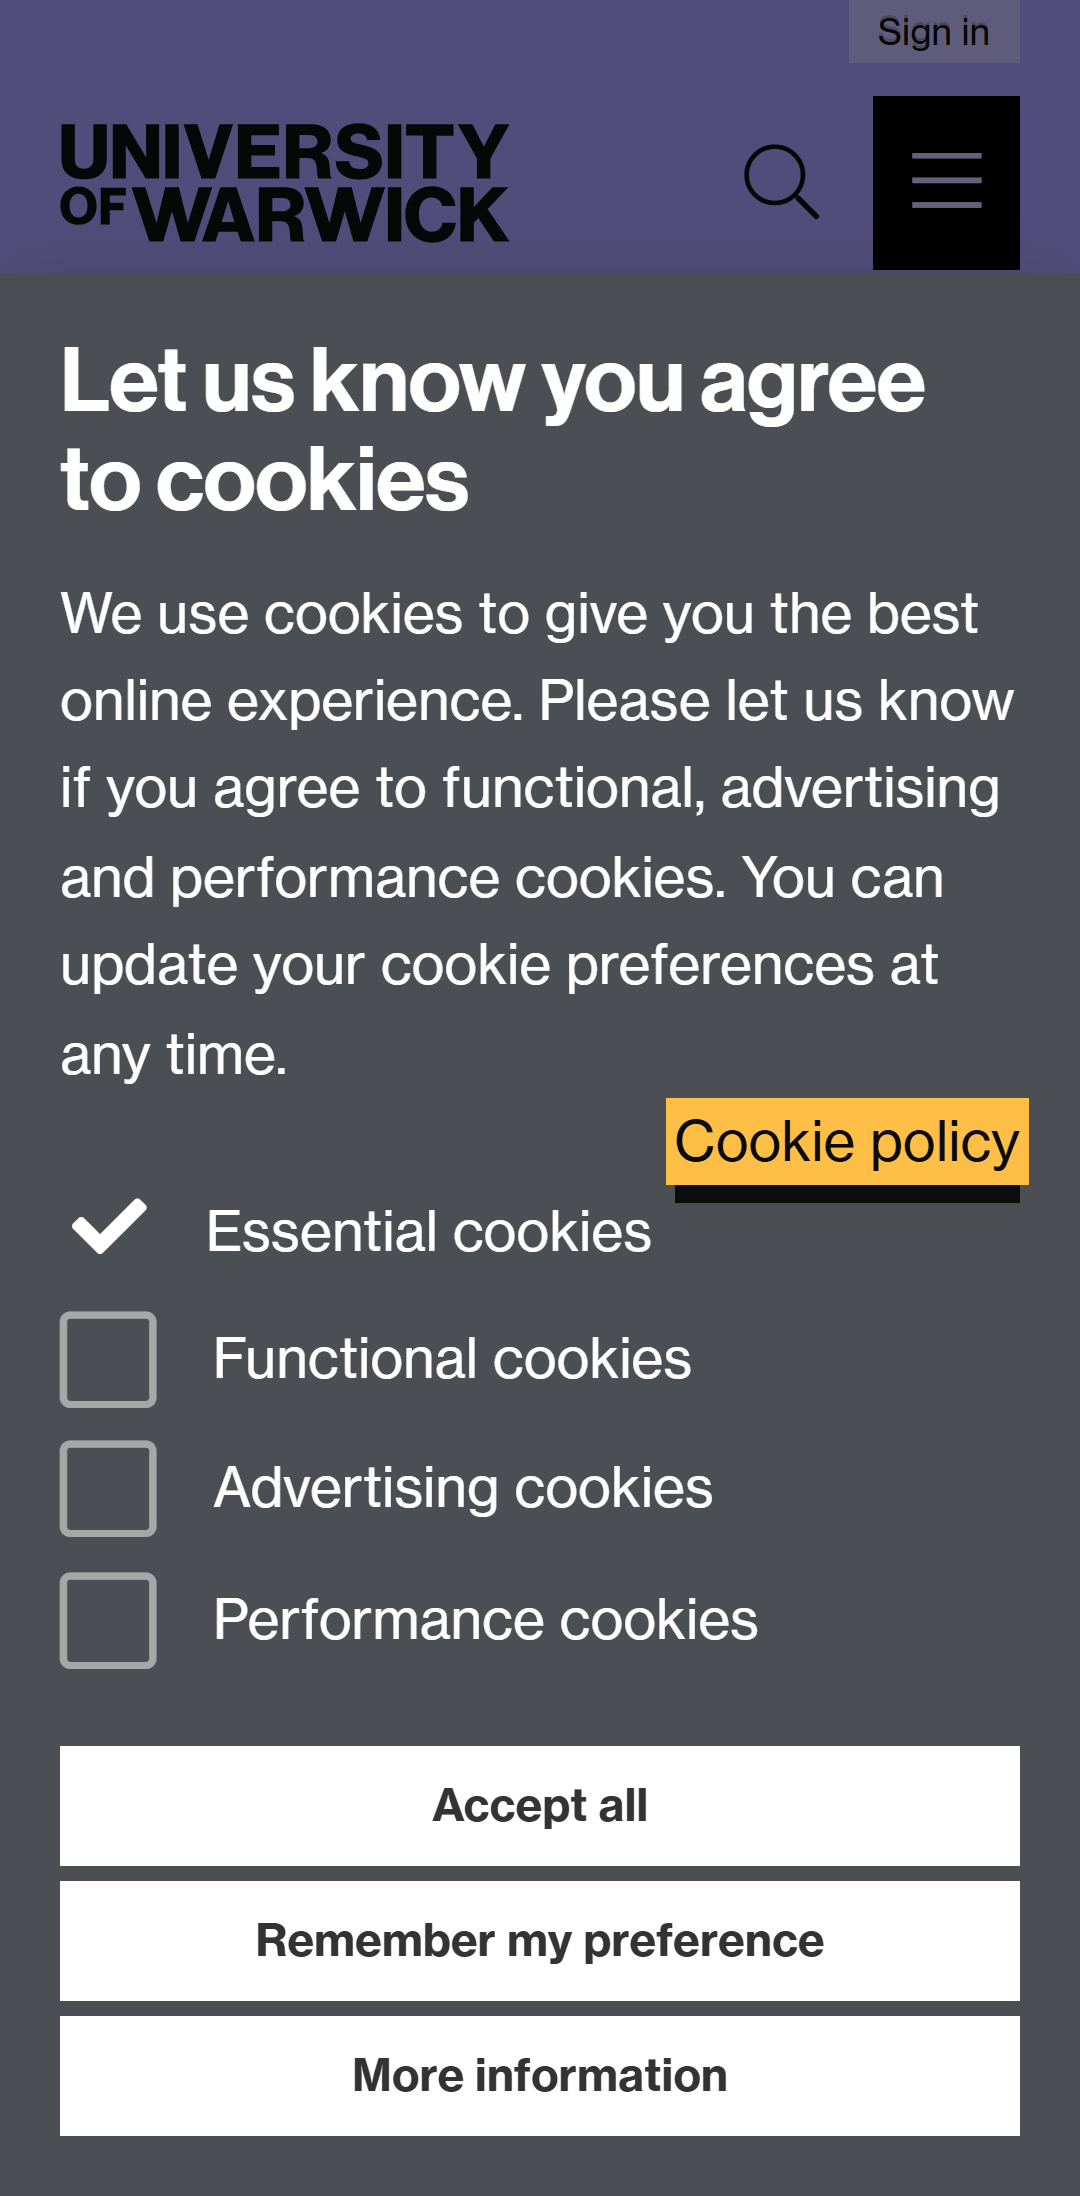 Sign in
UNIVERSITY
OF WARWICK
Let us know you agree
to cookies
We use cookies to give you the best
online experience. Please let us know
if you agree to functional, advertising
and performance cookies. You can
update your cookie preferences at
any time.
Cookie policy
Essential cookies
Functional cookies
Advertising cookies
Performance cookies
Accept all
Remember my preference
More information